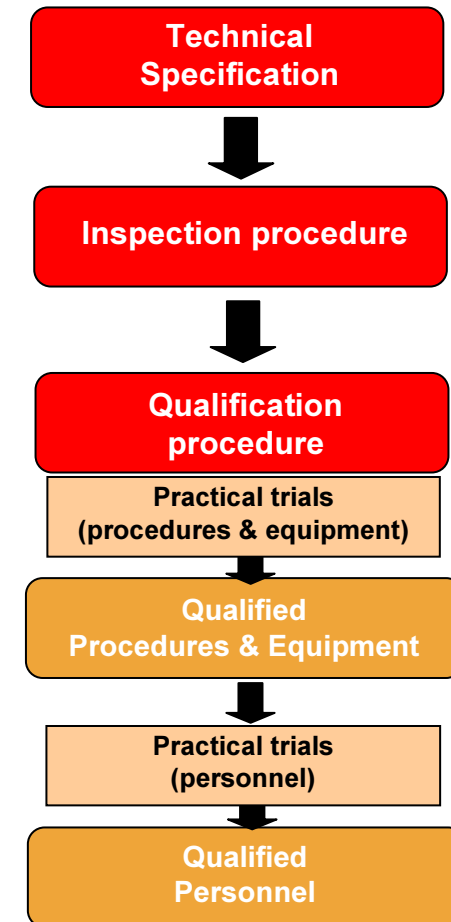 Technical
Specification
Inspection procedure
Qualification
procedure
Practical trials
(procedures & equipment)
Qualified
Procedures & Equipment
Practical trials
(personnel)
Qualified
Personnel